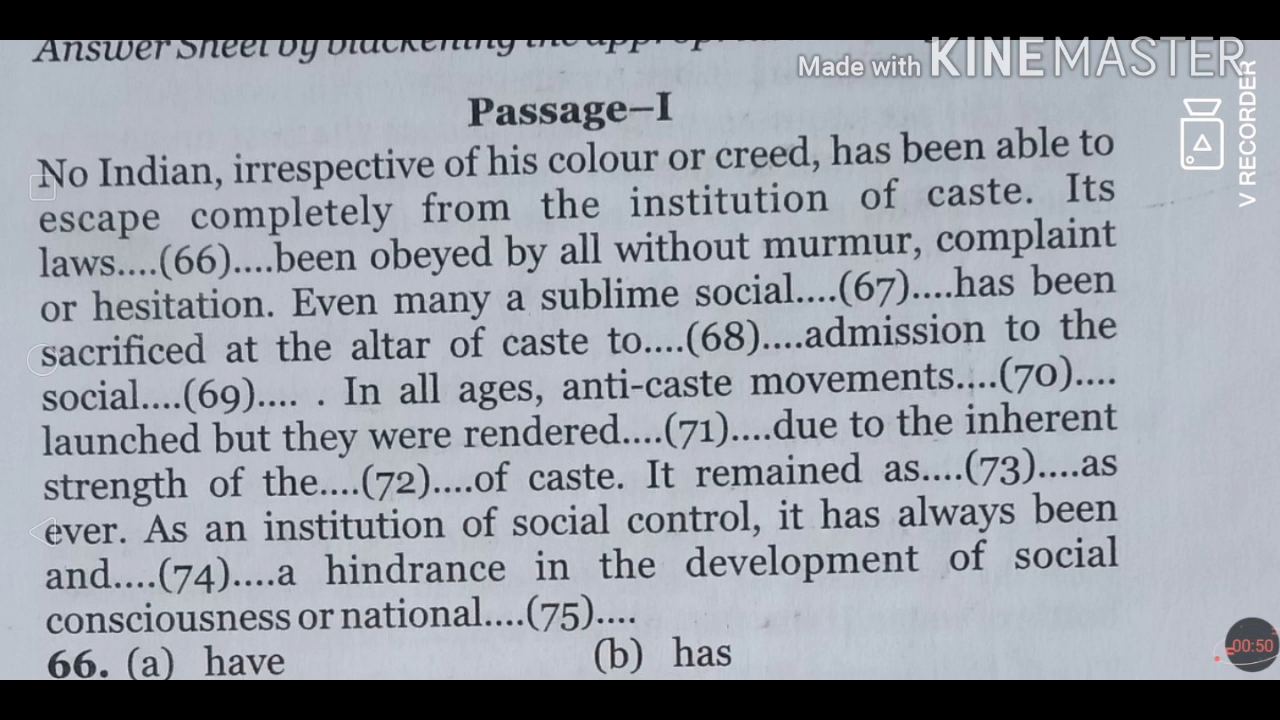 Answer Sheet by blackening the
Made with KINEMASTER
V RECORDER
Passage–I
No Indian, irrespective of his colour or creed, has been able to
escape completely from the institution of caste. Its
laws....(66)....been obeyed by all without murmur, complaint
or hesitation. Even many a sublime social....(67)....has been
sacrificed at the altar of caste to....(68)....admission to the
social....(69).... . In all ages, anti-caste movements....(70)....
launched but they were rendered....(71)....due to the inherent
strength of the....(72)....of caste. It remained as....(73)....as
ever. As an institution of social control, it has always been
and....(74)....a hindrance in the development of social
consciousness or national....(75)....
66. (a) have (b) has
00:50